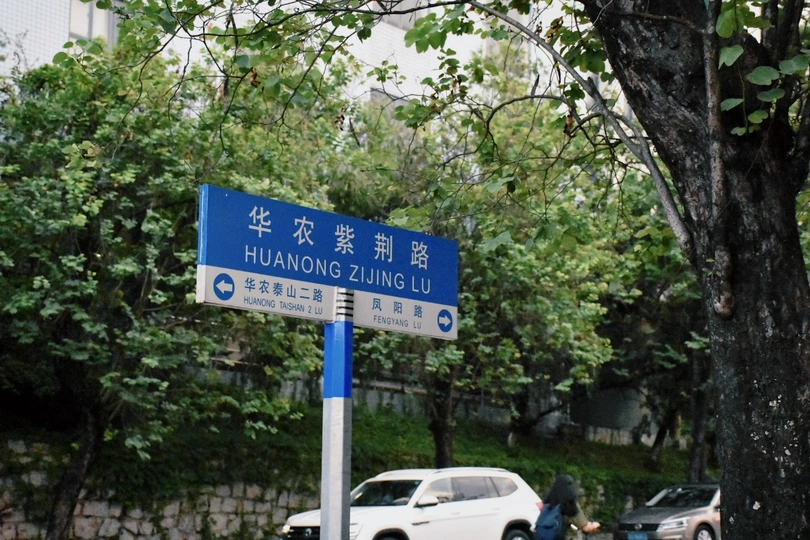 华农紫荆路
HUANONG ZIJING LU
华农泰山二路
HUANONG TAISHAN 2 LU
凤阳路
FENGYANG LU